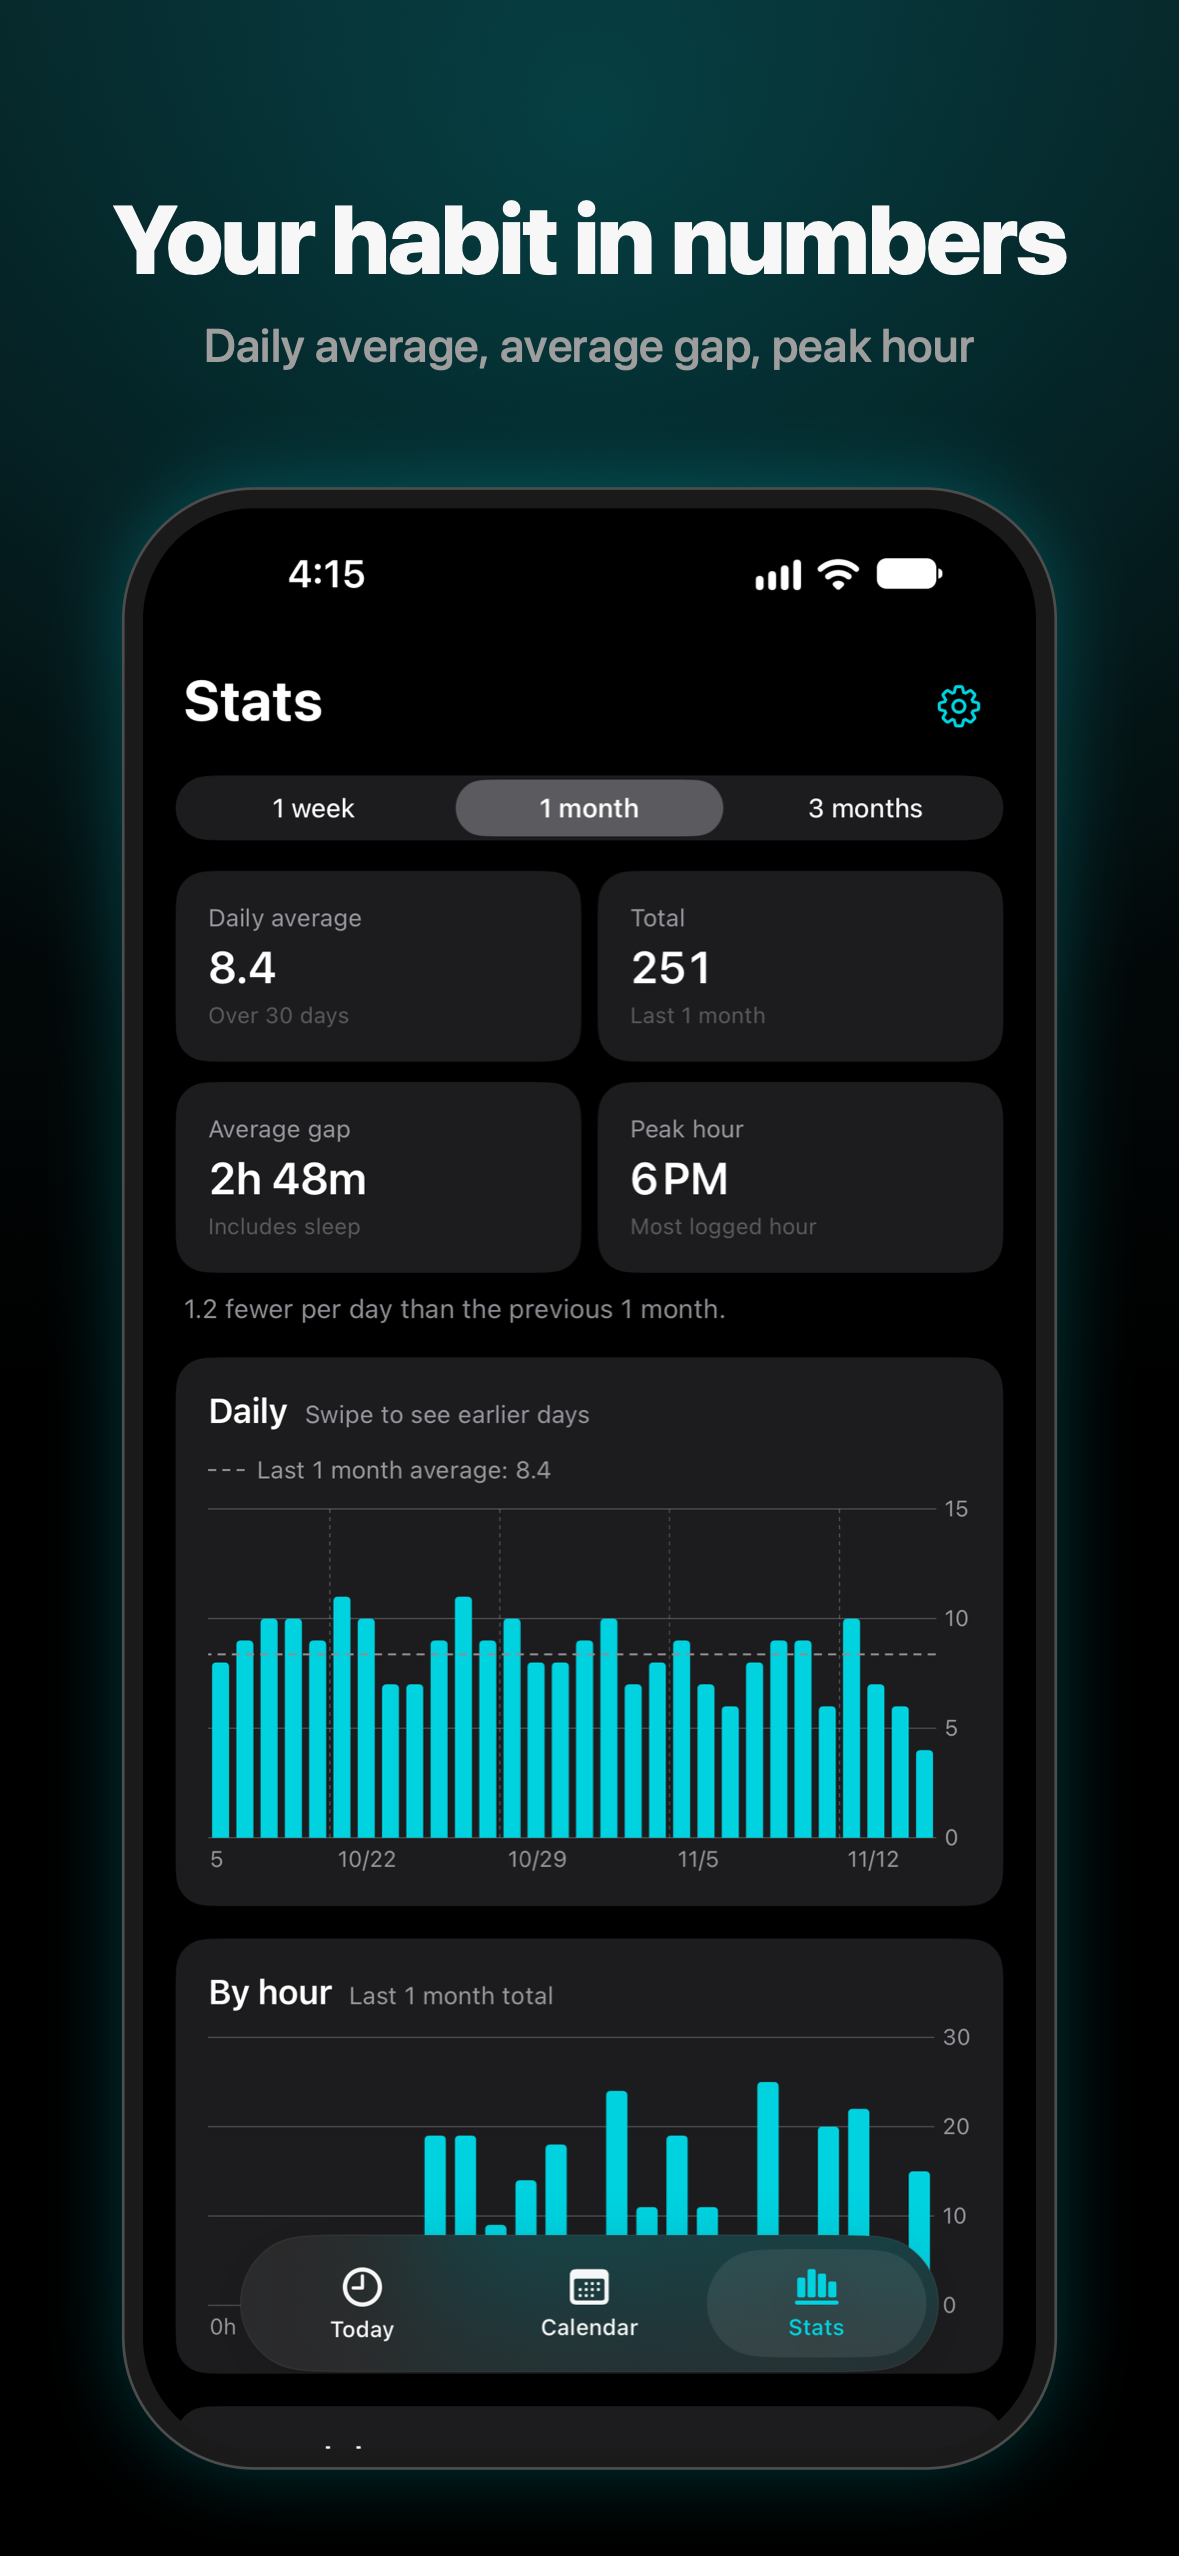 Your habit in numbers
Daily average, average gap, peak hour
4:15
Stats
1 week
1 month
3 months
Daily average
8.4
Over 30 days
Total
251
Last 1 month
Average gap
2h 48m
Includes sleep
Peak hour
6 PM
Most logged hour
1.2 fewer per day than the previous 1 month.
Daily Swipe to see earlier days
--- Last 1 month average: 8.4
15
10
5
0
5 10/22 10/29 11/5 11/12
By hour Last 1 month total
30
20
10
0
0h
Today
Calendar
Stats